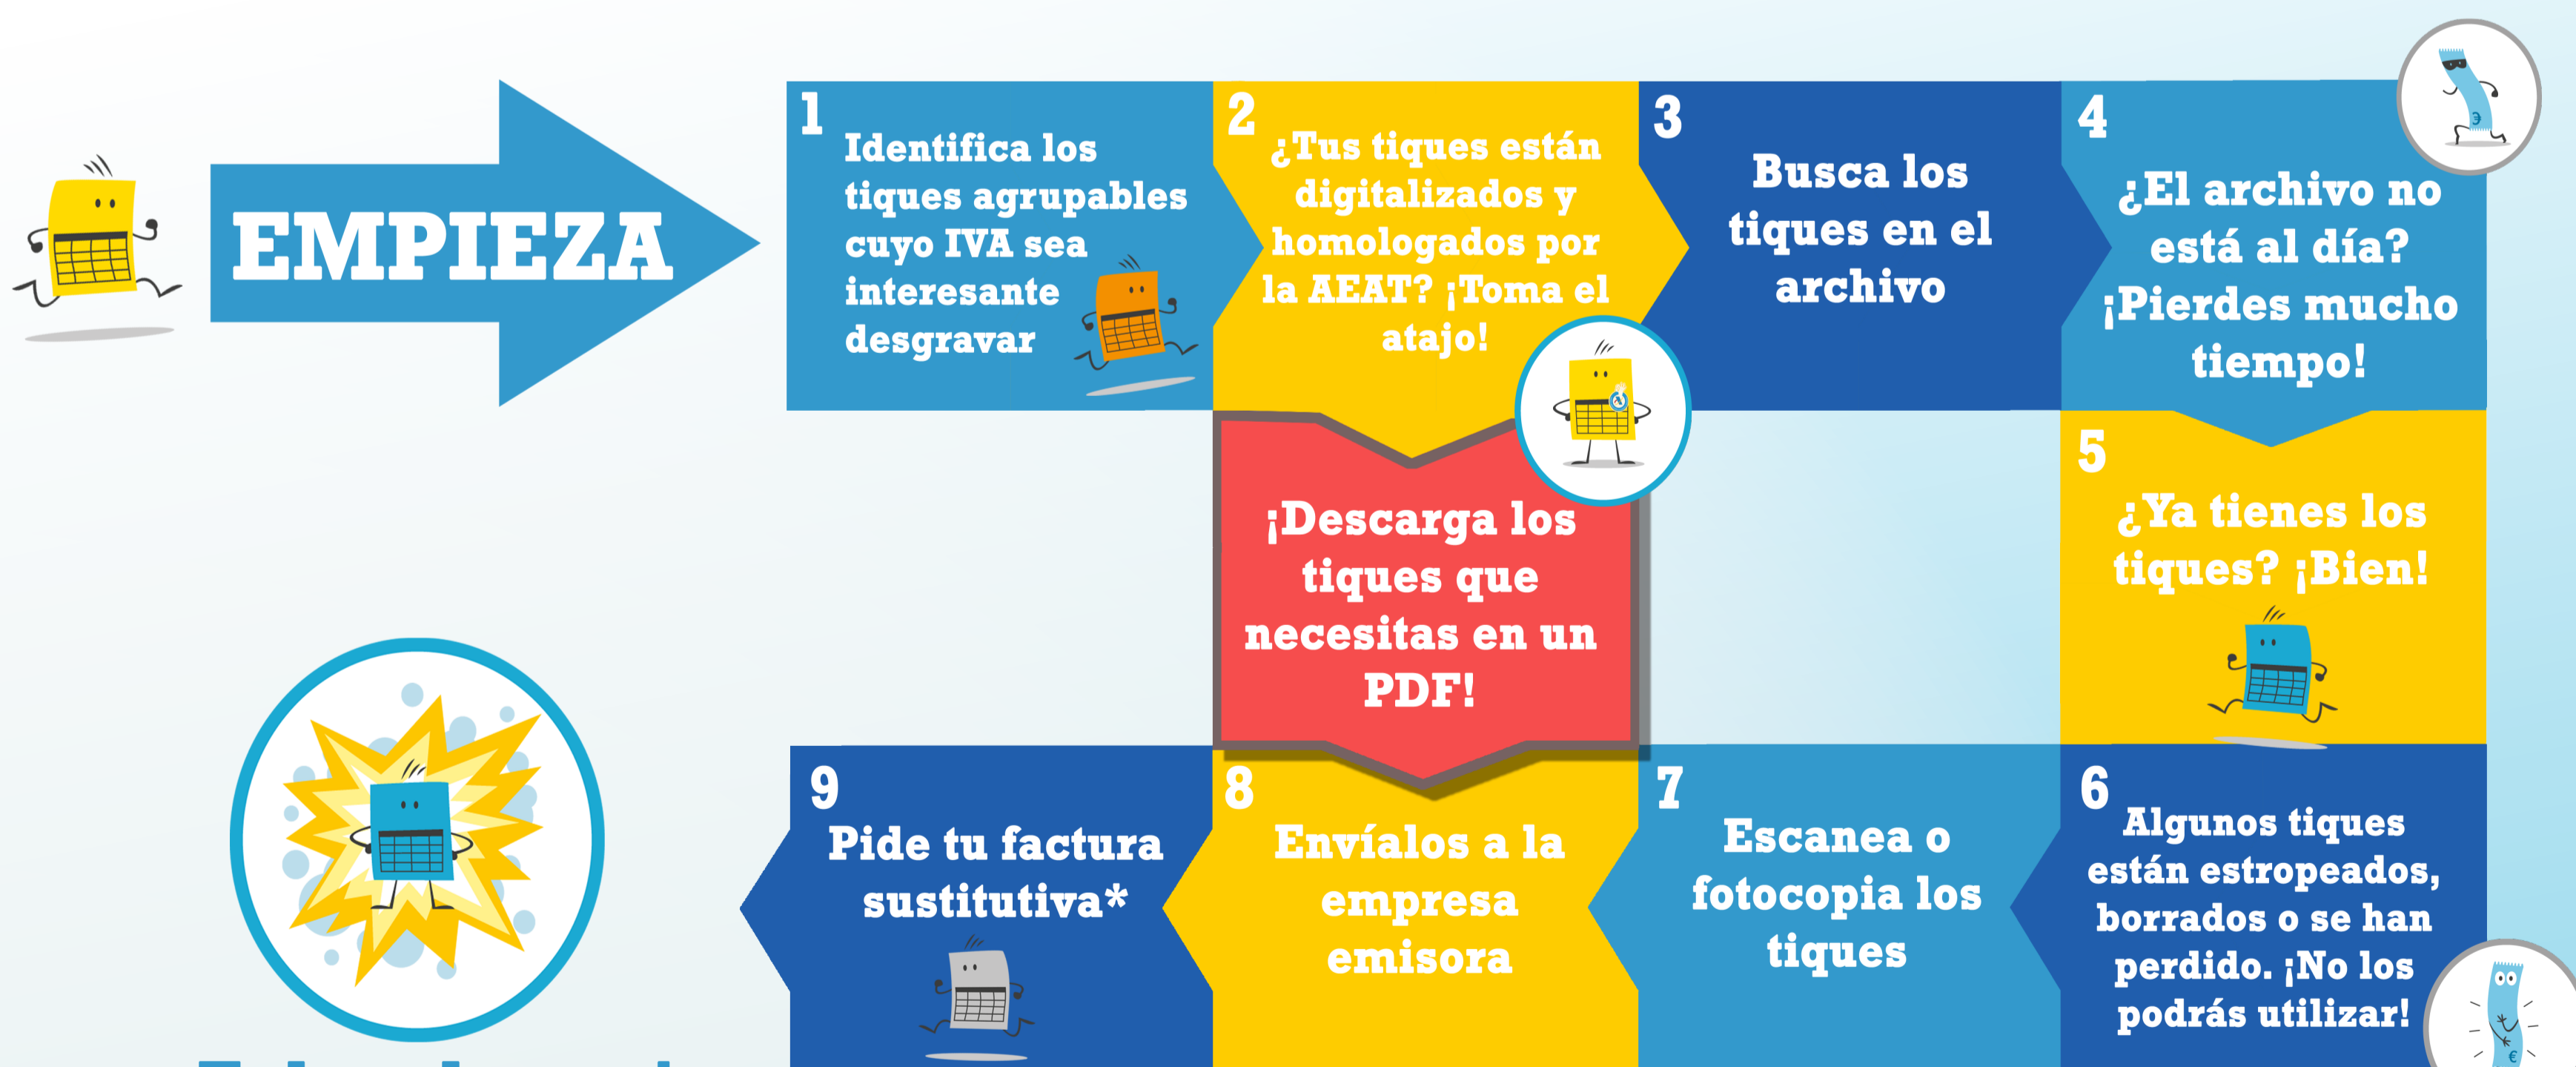 EMPIEZA
1
Identifica los
tiques agrupables
cuyo IVA sea
interesante
desgravar
2
¿Tus tiques están
digitalizados y
homologados por
la AEAT? ¡Toma el
atajo!
3
Busca los
tiques en el
archivo
4
¿El archivo no
está al día?
¡Pierdes mucho
tiempo!
¡Descarga los
tiques que
necesitas en un
PDF!
5
¿Ya tienes los
tiques? ¡Bien!
6
Algunos tiques
están estropeados,
borrados o se han
perdido. ¡No los
podrás utilizar!
7
Escanea o
fotocopia los
tiques
8
Envíalos a la
empresa
emisora
9
Pide tu factura
sustitutiva*